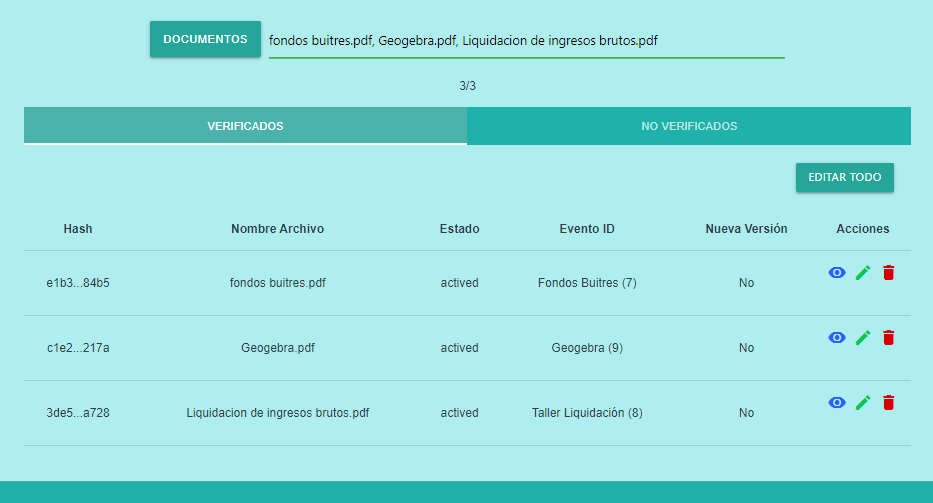 DOCUMENTOS fondos buitres.pdf, Geogebra.pdf, Liquidacion de ingresos brutos.pdf
3/3
VERIFICADOS NO VERIFICADOS
EDITAR TODO
Hash Nombre Archivo Estado Evento ID Nueva Versión Acciones
e1b3...84b5 fondos buitres.pdf actived Fondos Buitres (7) No
c1e2...217a Geogebra.pdf actived Geogebra (9) No
3de5...a728 Liquidacion de ingresos brutos.pdf actived Taller Liquidación (8) No